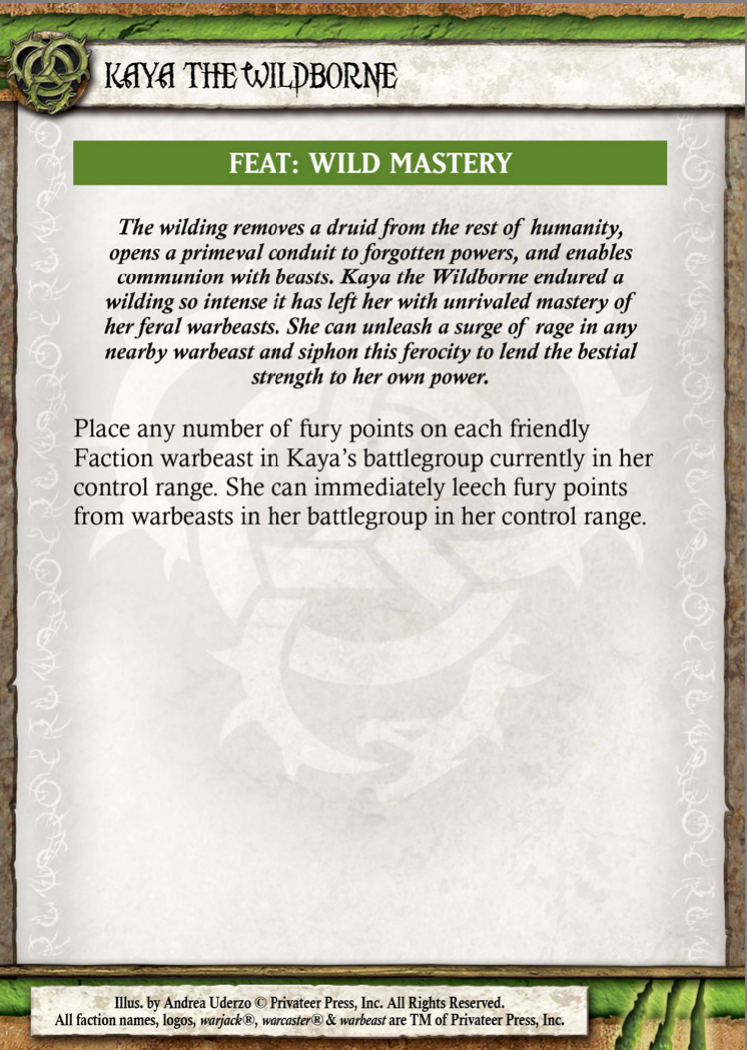 KAYA THE WILDBORNE
FEAT: WILD MASTERY
The wilding removes a druid from the rest of humanity,
opens a primeval conduit to forgotten powers, and enables
communion with beasts. Kaya the Wildborne endured a
wilding so intense it has left her with unrivaled mastery of
her feral warbeasts. She can unleash a surge of rage in any
nearby warbeast and siphon this ferocity to lend the bestial
strength to her own power.
Place any number of fury points on each friendly
Faction warbeast in Kaya's battlegroup currently in her
control range. She can immediately leech fury points
from warbeasts in her battlegroup in her control range.
Illus. by Andrea Uderzo © Privateer Press, Inc. All Rights Reserved.
All faction names, logos, warjack®, warcaster® & warbeast are TM of Privateer Press, Inc.